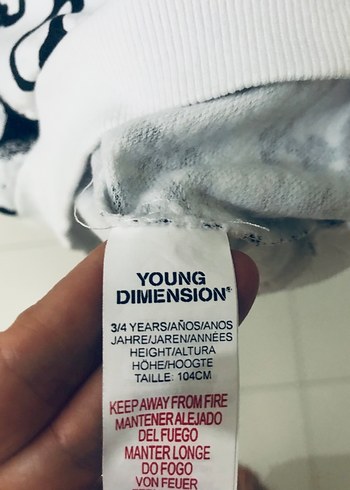 YOUNG
DIMENSION®
3/4 YEARS/AÑOS/ANOS
JAHRE/JAREN/ANNÉES
HEIGHT/ALTURA
HÖHE/HOOGTE
TAILLE: 104CM
KEEP AWAY FROM FIRE
MANTENER ALEJADO
DEL FUEGO
MANTER LONGE
DO FOGO
VON FEUER